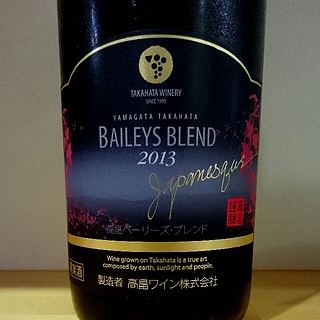 TAKAHATA WINERY
SINCE 1990
YAMAGATA TAKAHATA
BAILEYS BLEND
2013
Japanesque
高畠ベーリーズ・ブレンド
Wine grown on Takahata is a true art
composed by earth, sunlight and people.
製造者 高畠ワイン株式会社